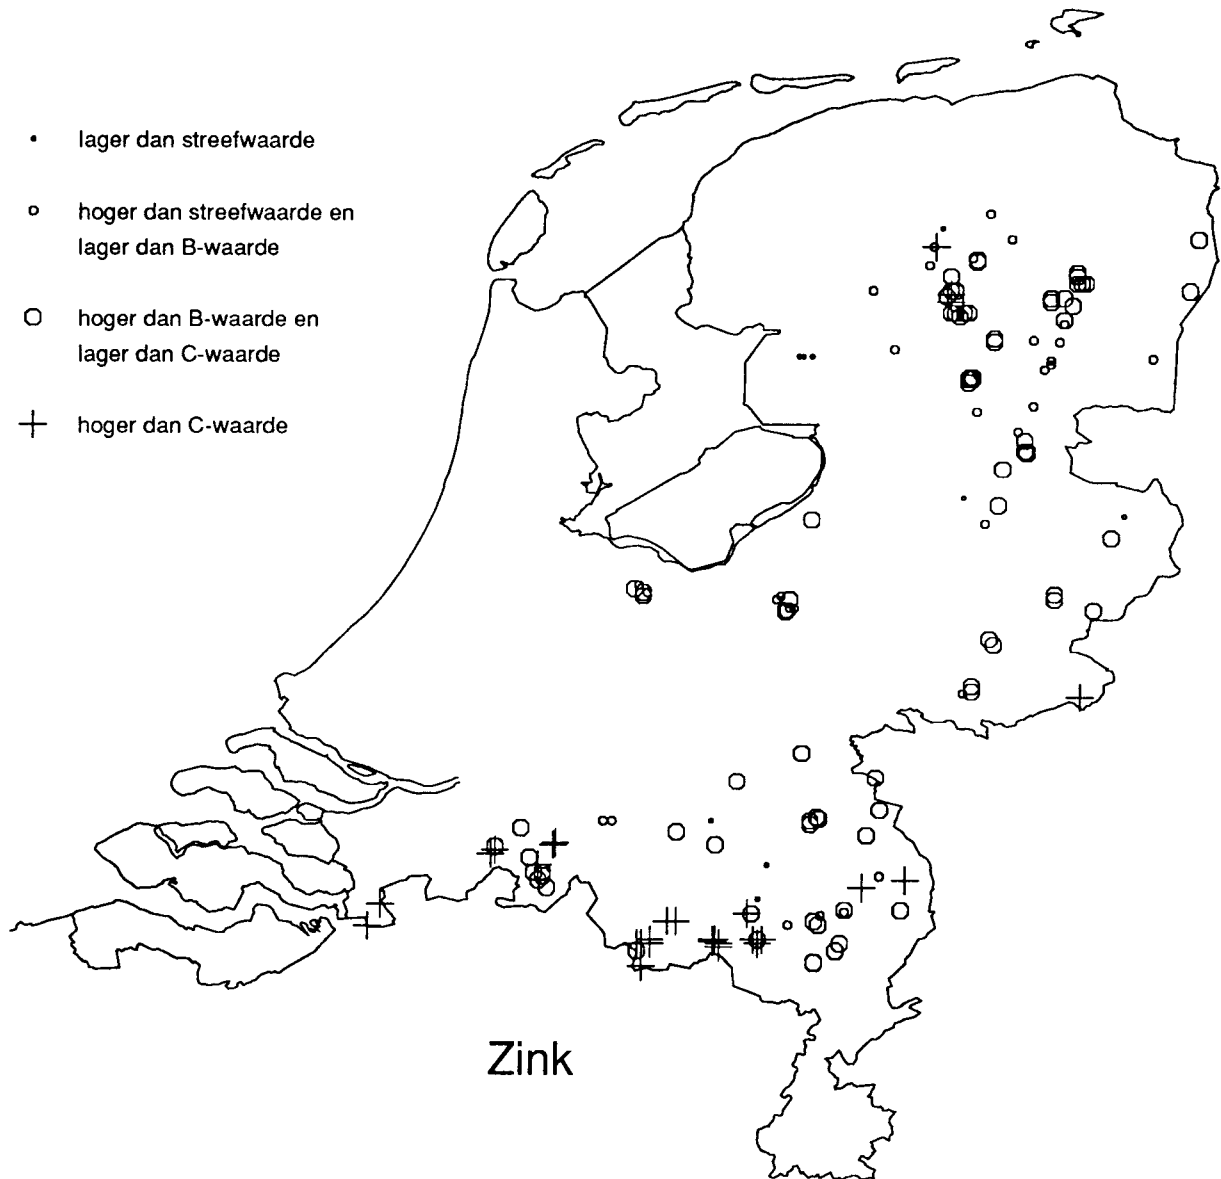 lager dan streefwaarde
hoger dan streefwaarde en
lager dan B-waarde
hoger dan B-waarde en
lager dan C-waarde
hoger dan C-waarde
Zink